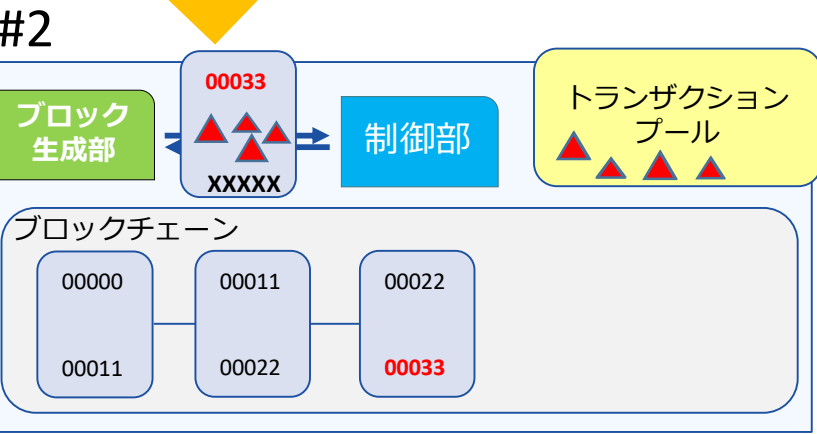 #2
00033
ブロック
生成部
XXXXX
制御部
トランザクション
プール
ブロックチェーン
00000
00011
00011
00022
00022
00033